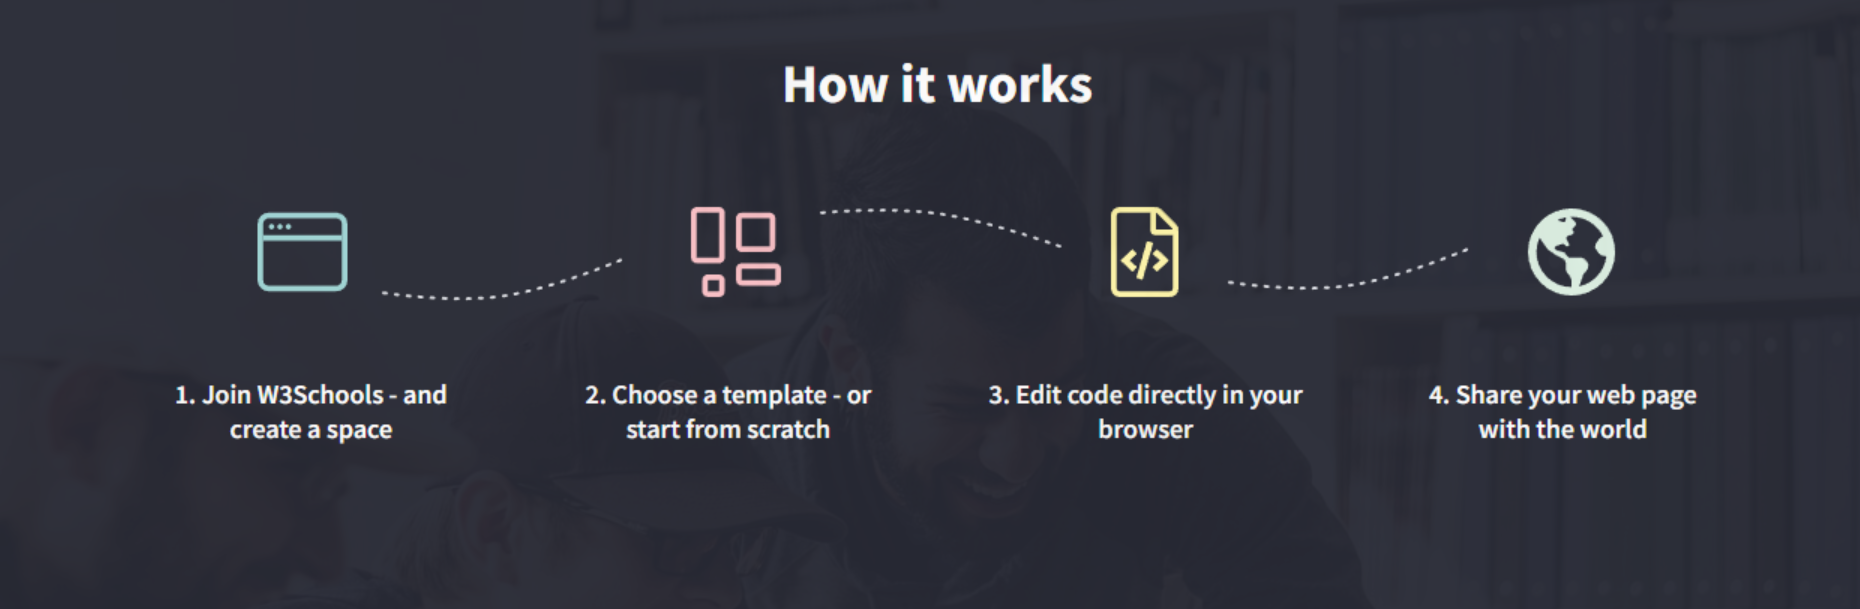 How it works
1. Join W3Schools - and
create a space
2. Choose a template - or
start from scratch
3. Edit code directly in your
browser
4. Share your web page
with the world